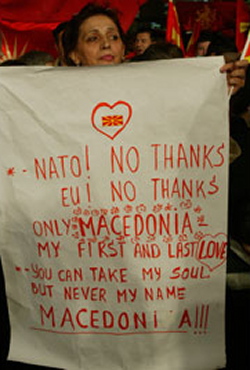 *-NATO! NO THANKS
EU! NO THANKS
ONLY MACEDONIA-
MY FIRST AND LAST LOVE
*-YOU CAN TAKE MY SOUL.
BUT NEVER MY NAME
MACEDONIA!!!